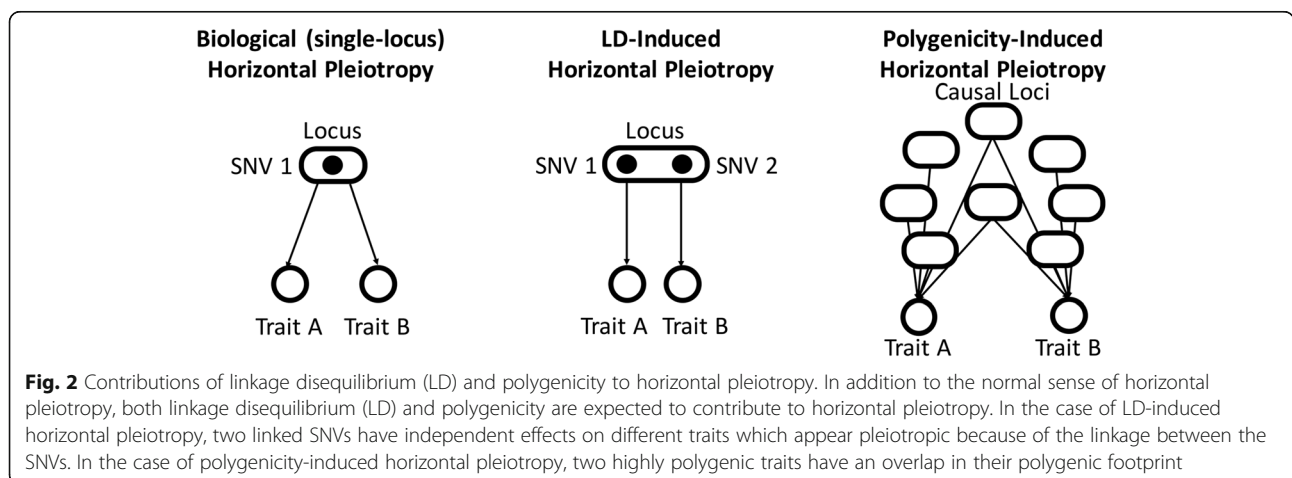 Biological (single-locus)
Horizontal Pleiotropy
Locus
SNV 1
Trait A
Trait B
LD-Induced
Horizontal Pleiotropy
Locus
SNV 1
SNV 2
Trait A
Trait B
Polygenicity-Induced
Horizontal Pleiotropy
Causal Loci
Trait A
Trait B
Fig. 2 Contributions of linkage disequilibrium (LD) and polygenicity to horizontal pleiotropy. In addition to the normal sense of horizontal
pleiotropy, both linkage disequilibrium (LD) and polygenicity are expected to contribute to horizontal pleiotropy. In the case of LD-induced
horizontal pleiotropy, two linked SNVs have independent effects on different traits which appear pleiotropic because of the linkage between the
SNVs. In the case of polygenicity-induced horizontal pleiotropy, two highly polygenic traits have an overlap in their polygenic footprint